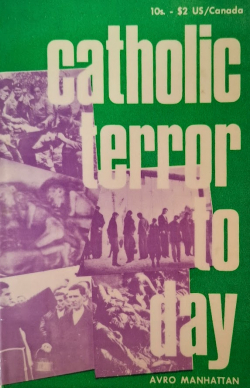 10s. - $2 US/Canada
catholic
terror
to
day
AVRO MANHATTAN